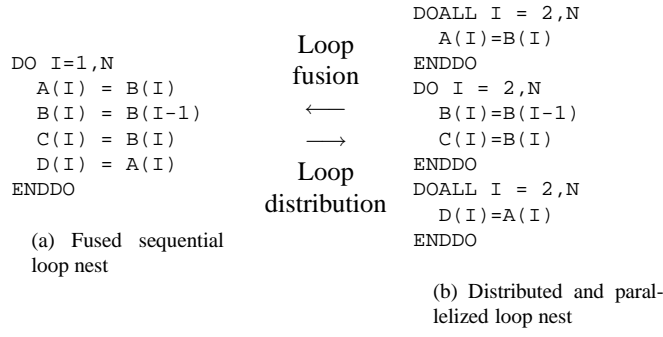 DO I=1,N
  A(I) = B(I)
  B(I) = B(I-1)
  C(I) = B(I)
  D(I) = A(I)
ENDDO
(a) Fused sequential
loop nest
Loop
fusion
←—
—→
Loop
distribution
DOALL I = 2,N
  A(I)=B(I)
ENDDO
DO I = 2,N
  B(I)=B(I-1)
  C(I)=B(I)
ENDDO
DOALL I = 2,N
  D(I)=A(I)
ENDDO
(b) Distributed and paral-
lelized loop nest